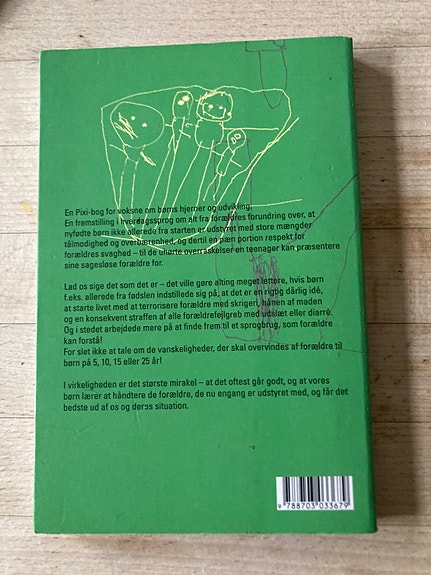 En Pixi-bog for voksne om børns hjerner og udvikling.
En fremstilling i hverdagssprog om alt fra forældres forundring over, at
nyfødte børn ikke allerede fra starten er udstyret med store mængder
tålmodighed og overbærenhed, og dertil en pæn portion respekt for
forældres svaghed – til de uhørte overraskelser en teenager kan præsentere
sine sagesløse forældre for.
Lad os sige det som det er – det ville gøre alting meget lettere, hvis børn
f.eks. allerede fra fødslen indstillede sig på, at det er en rigtig dårlig idé,
at starte livet med at terrorisere forældre med skrigeri, hånen af maden
og en konsekvent straffen af alle forældrefejlgreb med udslæt eller diarré.
Og i stedet arbejdede mere på at finde frem til et sprogbrug, som forældre
kan forstå!
For slet ikke at tale om de vanskeligheder, der skal overvindes af forældre til
børn på 5, 10, 15 eller 25 år!
I virkeligheden er det største mirakel – at det oftest går godt, og at vores
børn lærer at håndtere de forældre, de nu engang er udstyret med, og får det
bedste ud af os og deres situation.
9 788703 033679